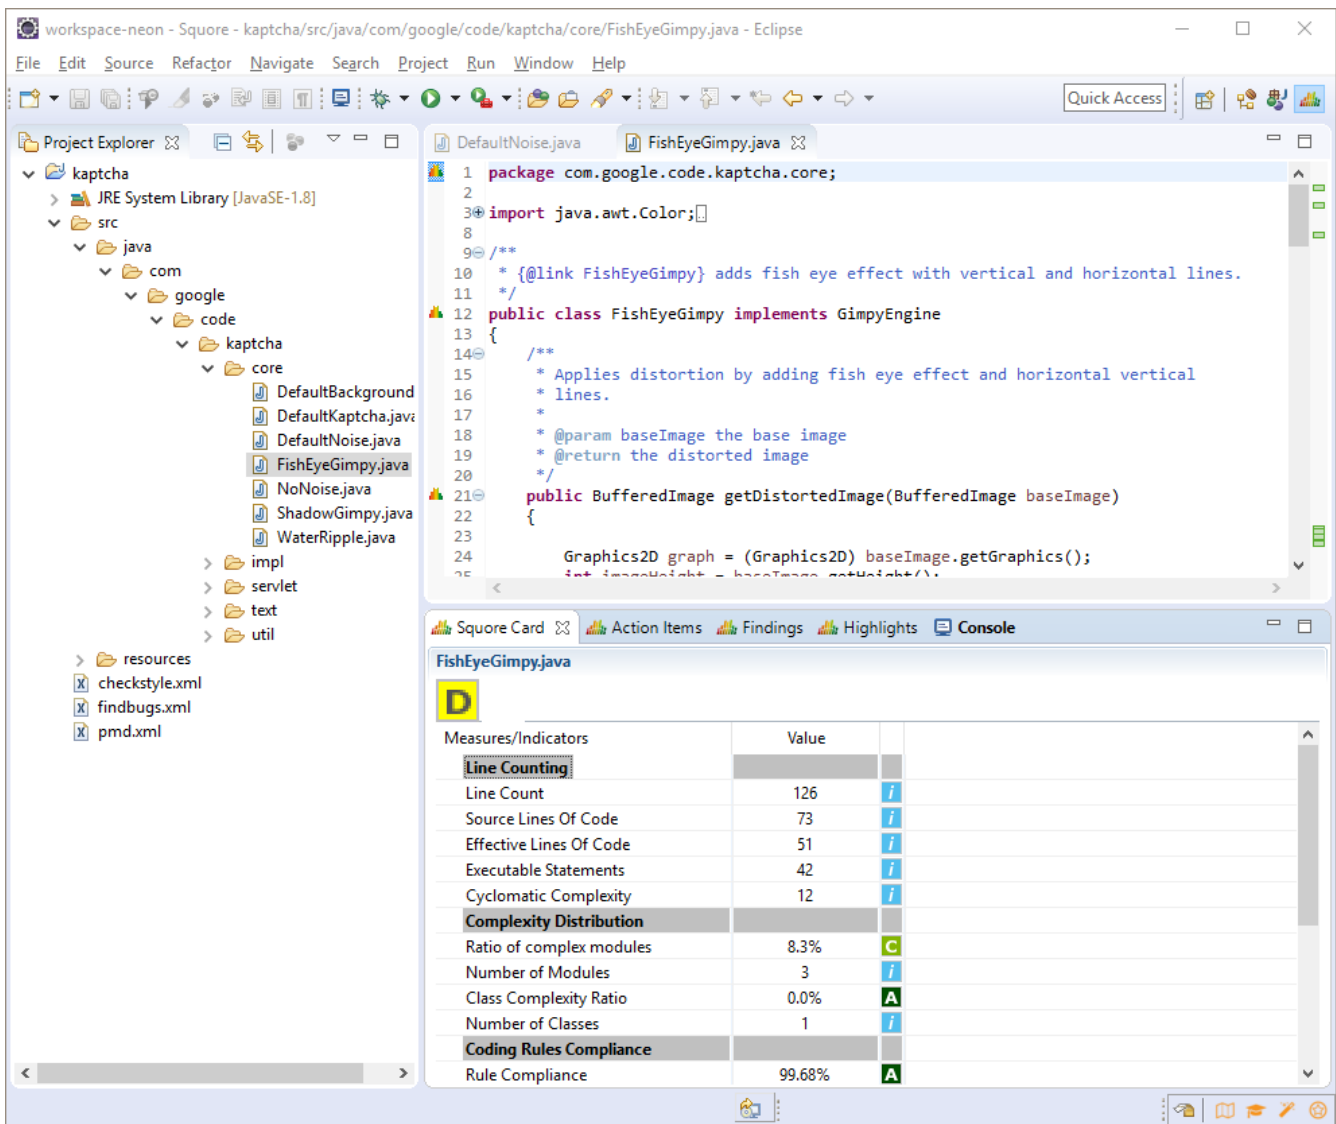 workspace-neon - Squore - kaptcha/src/java/com/google/code/kaptcha/core/FishEyeGimpy.java - Eclipse
File Edit Source Refactor Navigate Search Project Run Window Help
Quick Access
Project Explorer
kaptcha
JRE System Library [JavaSE-1.8]
src
java
com
google
code
kaptcha
core
DefaultBackground
DefaultKaptcha.java
DefaultNoise.java
FishEyeGimpy.java
NoNoise.java
ShadowGimpy.java
WaterRipple.java
impl
servlet
text
util
resources
checkstyle.xml
findbugs.xml
pmd.xml
DefaultNoise.java FishEyeGimpy.java
1 package com.google.code.kaptcha.core;
2
3 import java.awt.Color;
8
9 /**
10 * {@link FishEyeGimpy} adds fish eye effect with vertical and horizontal lines.
11 */
12 public class FishEyeGimpy implements GimpyEngine
13 {
14 /**
15 * Applies distortion by adding fish eye effect and horizontal vertical
16 * lines.
17 *
18 * @param baseImage the base image
19 * @return the distorted image
20 */
21 public BufferedImage getDistortedImage(BufferedImage baseImage)
22 {
23
24 Graphics2D graph = (Graphics2D) baseImage.getGraphics();
25 int imageHeight = baseImage.getHeight();
Squore Card Action Items Findings Highlights Console
FishEyeGimpy.java
D
Measures/Indicators Value
Line Counting
Line Count 126 i
Source Lines Of Code 73 i
Effective Lines Of Code 51 i
Executable Statements 42 i
Cyclomatic Complexity 12 i
Complexity Distribution
Ratio of complex modules 8.3% C
Number of Modules 3 i
Class Complexity Ratio 0.0% A
Number of Classes 1 i
Coding Rules Compliance
Rule Compliance 99.68% A